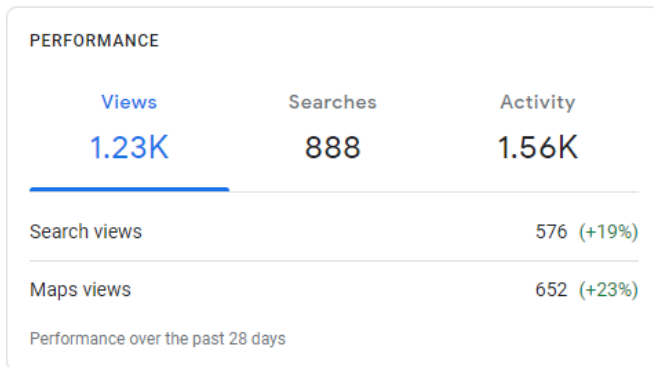 PERFORMANCE
Views Searches Activity
1.23K 888 1.56K
Search views 576 (+19%)
Maps views 652 (+23%)
Performance over the past 28 days